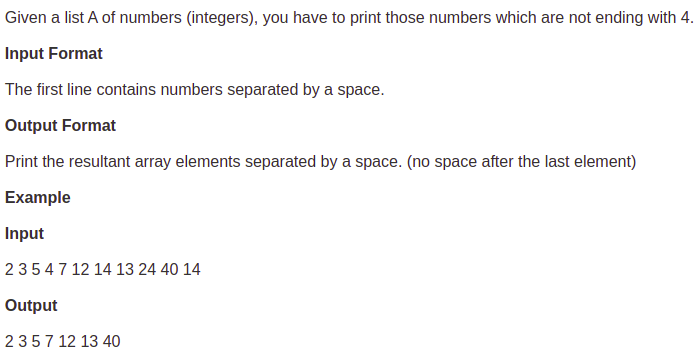 Given a list A of numbers (integers), you have to print those numbers which are not ending with 4.
Input Format
The first line contains numbers separated by a space.
Output Format
Print the resultant array elements separated by a space. (no space after the last element)
Example
Input
2 3 5 4 7 12 14 13 24 40 14
Output
2 3 5 7 12 13 40